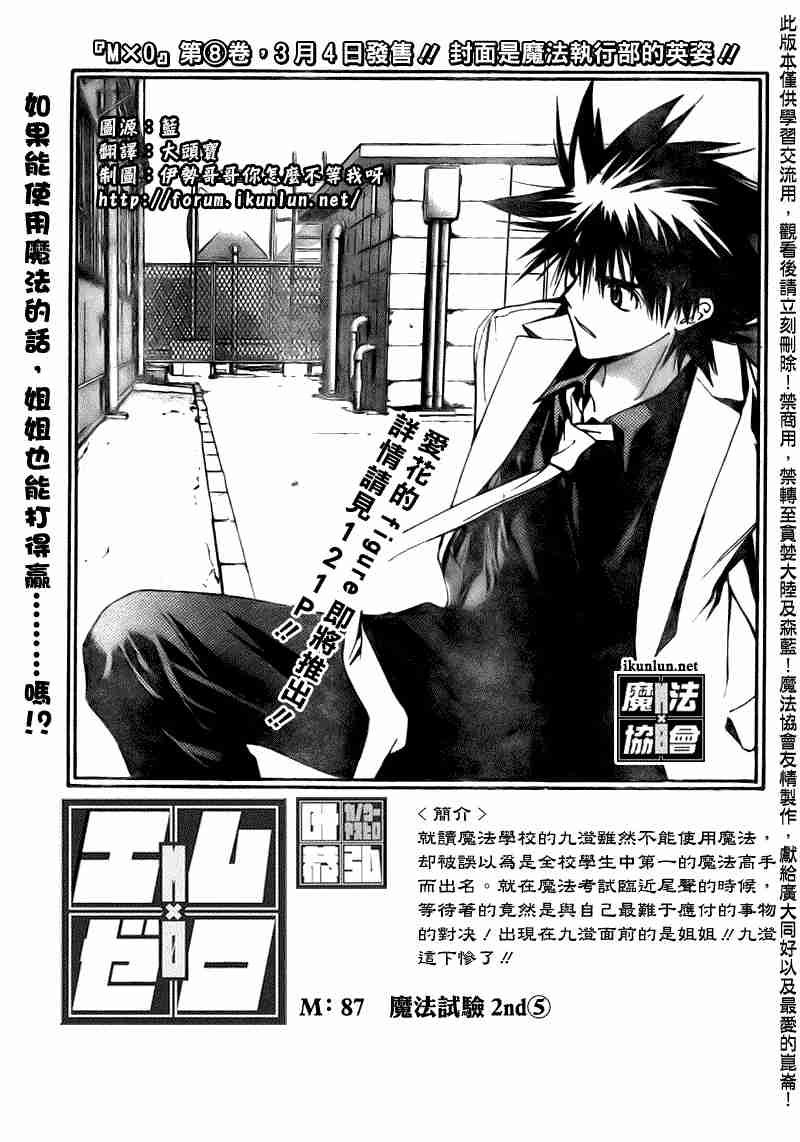 『M×0』第⑧卷，3月4日發售!! 封面是魔法執行部的英姿!!
此版本僅供學習交流用，觀看後請立刻刪除！禁商用，禁轉至貪婪大陸及森藍！魔法協會友情製作，獻給廣大同好以及最愛的崑崙！
如果能使用魔法的話，姐姐也能打得贏………嗎!?
圖源：藍
翻譯：大頭寶
制圖：伊勢哥哥你怎麼不等我呀
http://forum.ikunlun.net/
愛花的figure即將推出!!
詳情請見121P!!
ikunlun.net
魔法
M×0
協會
エム
M×0
ゼロ
叶恭弘
＜簡介＞
就讀魔法學校的九澄雖然不能使用魔法，
却被誤以為是全校學生中第一的魔法高手
而出名。就在魔法考試臨近尾聲的時候，
等待著的竟然是與自己最難于應付的事物
的對决！出現在九澄面前的是姐姐!!九澄
這下慘了!!
M：87　魔法試驗 2nd⑤